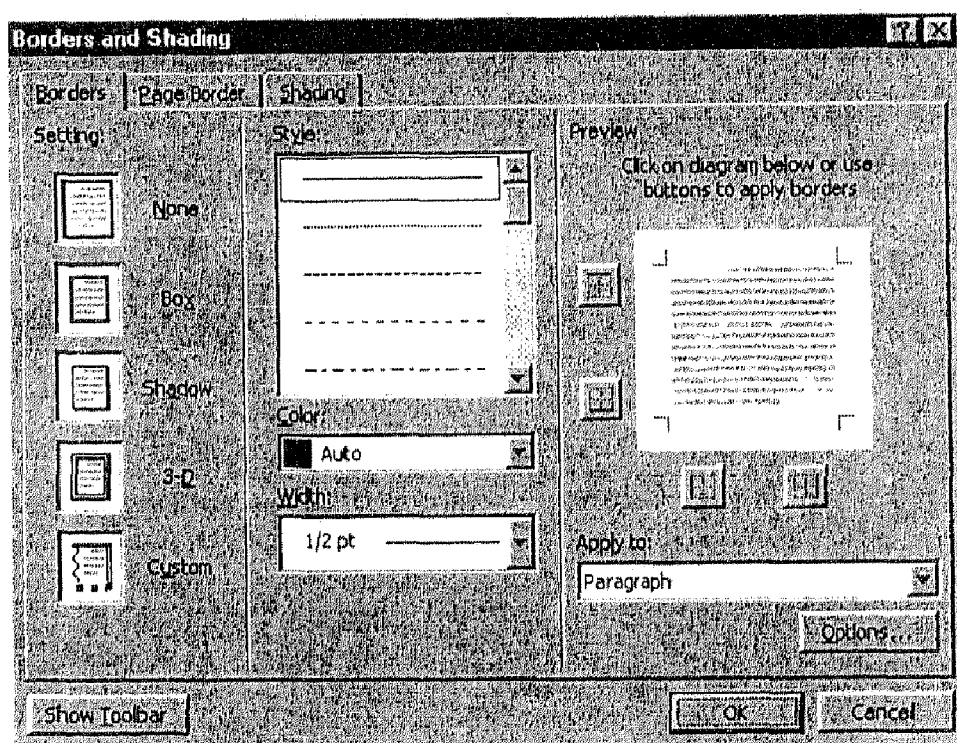 Borders and Shading
Borders
Page Border
Shading
Setting:
None
Box
Shadow
3-D
Custom
Style:
Color:
Auto
Width:
1/2 pt
Preview
Click on diagram below or use
buttons to apply borders
Apply to:
Paragraph
Options...
Show Toolbar
OK
Cancel